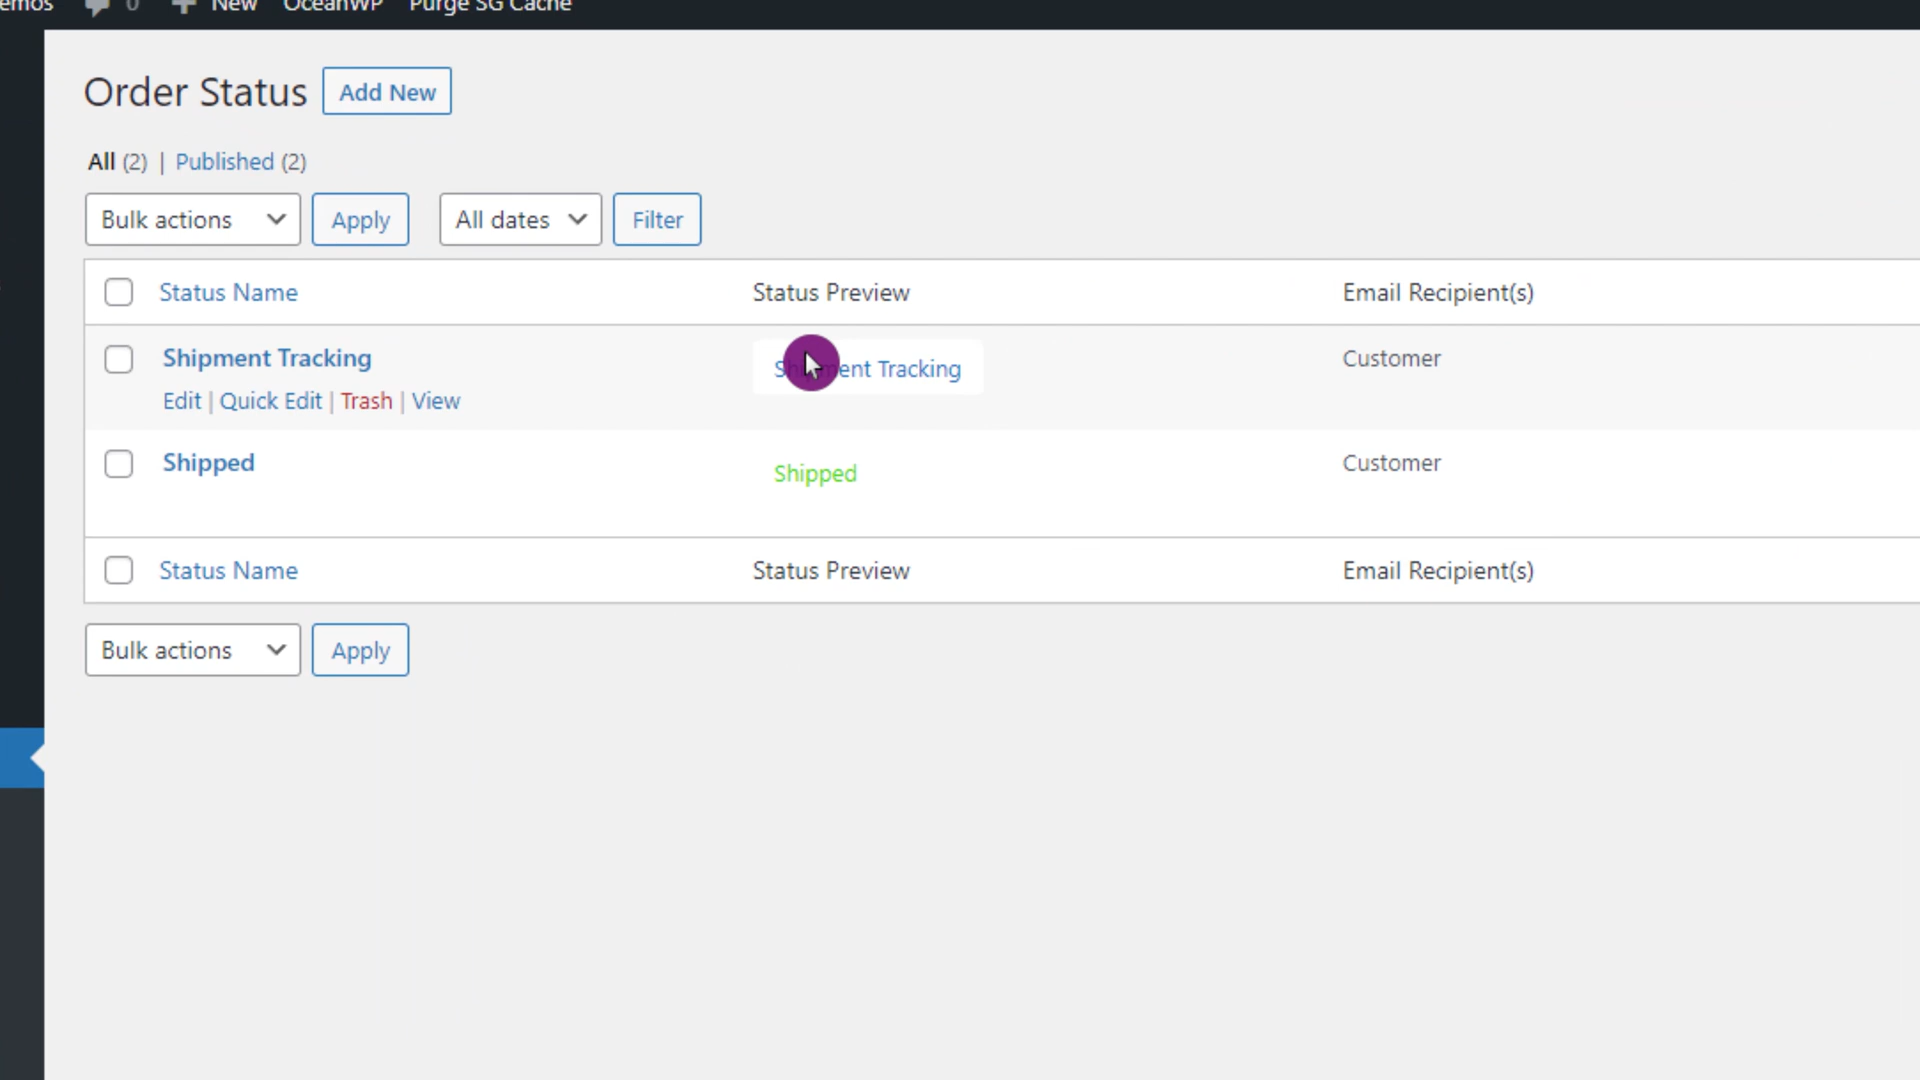 0 New OceanWP Purge SG Cache
Order Status Add New
All (2) | Published (2)
Bulk actions Apply All dates Filter
Status Name Status Preview Email Recipient(s)
Shipment Tracking Tracking Customer
Edit | Quick Edit | Trash | View
Shipped Shipped Customer
Status Name Status Preview Email Recipient(s)
Bulk actions Apply